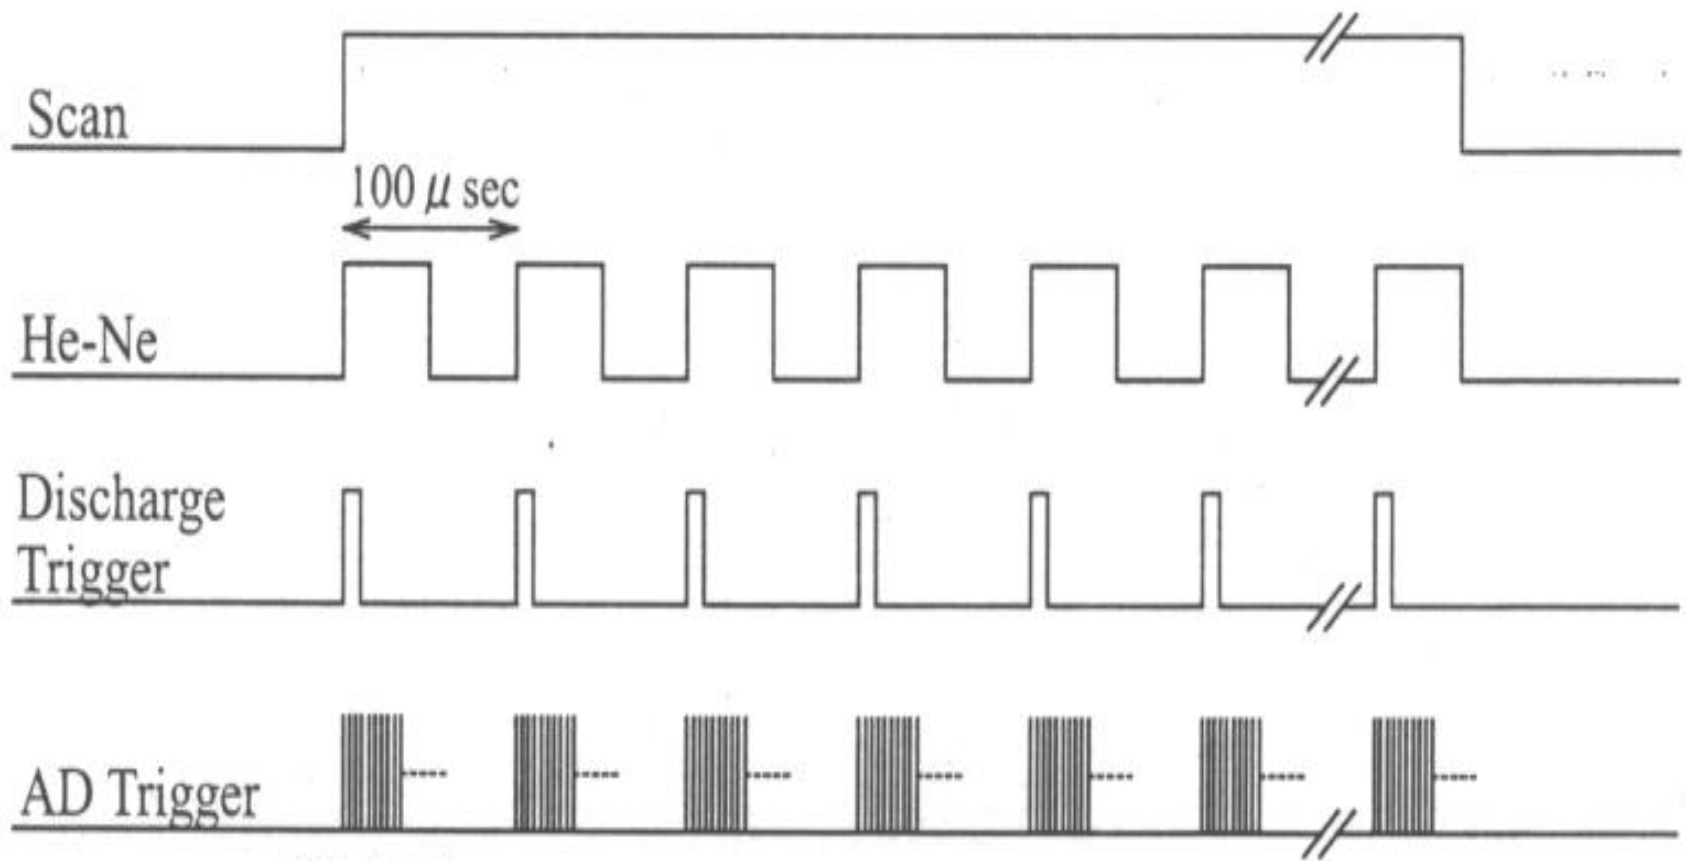 Scan
100 μ sec
He-Ne
Discharge
Trigger
AD Trigger